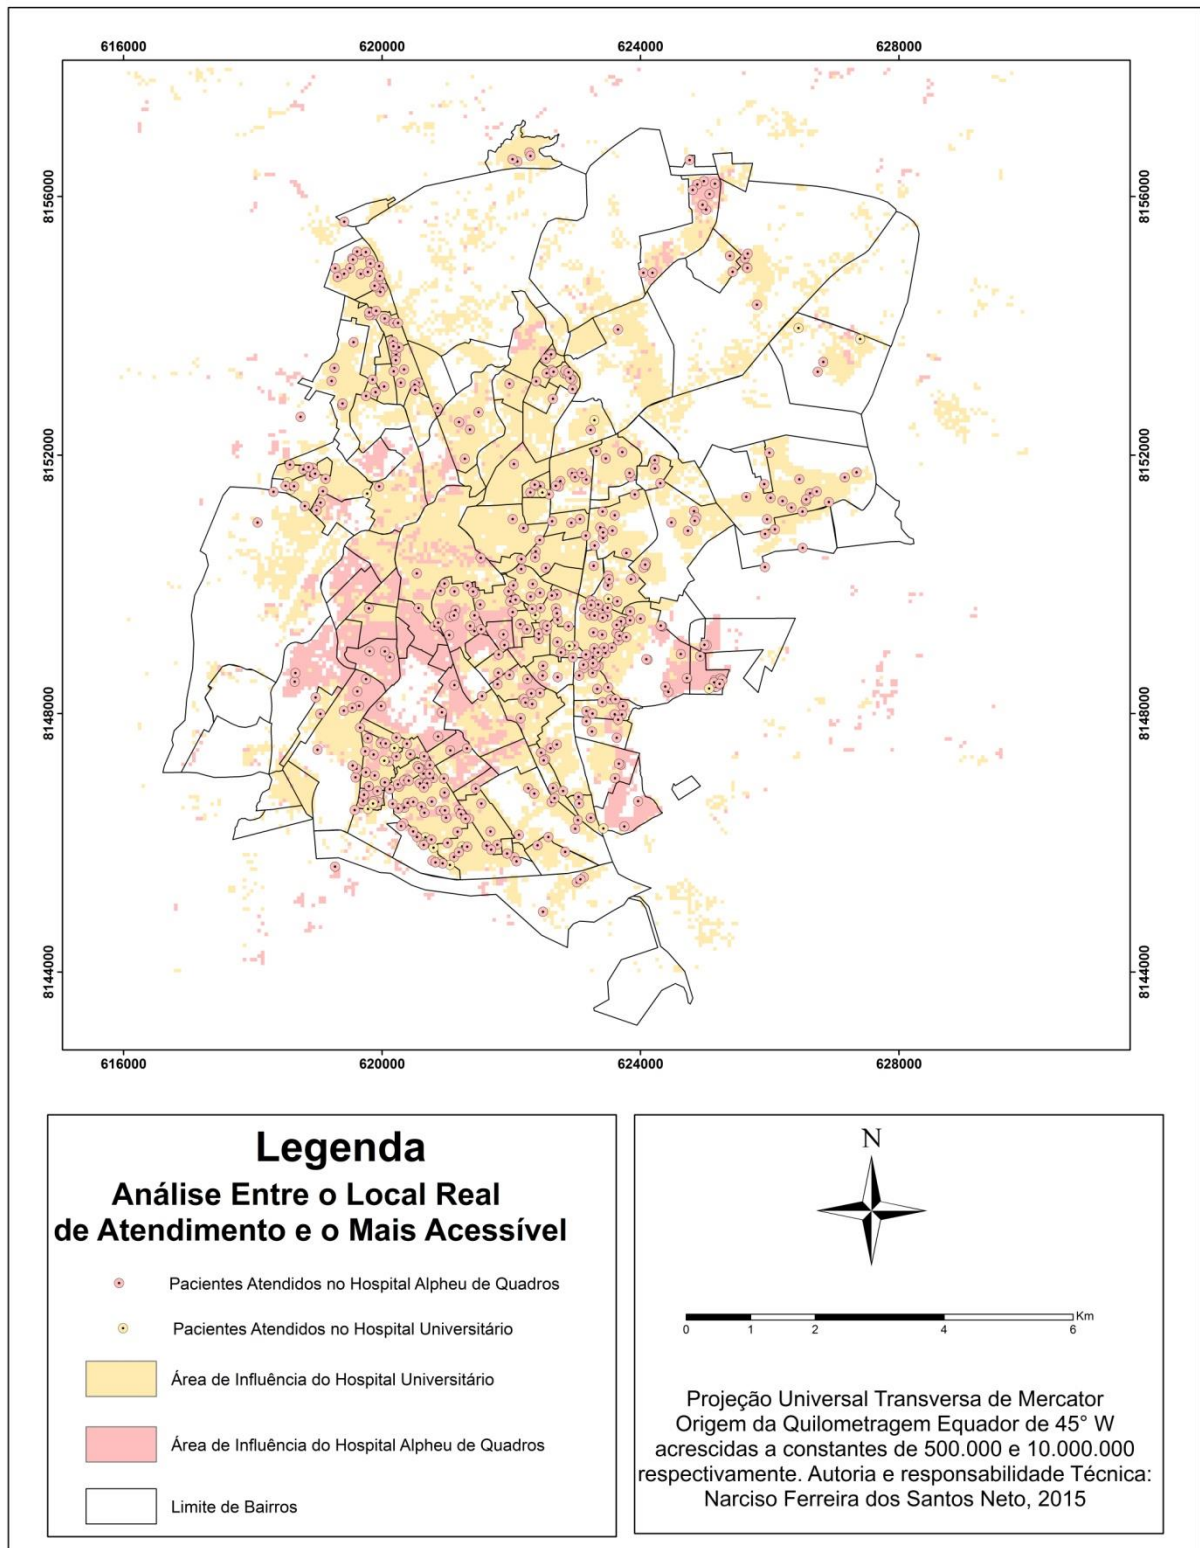 616000 620000 624000 628000
8156000 8156000
8152000 8152000
8148000 8148000
8144000 8144000
616000 620000 624000 628000
Legenda
Análise Entre o Local Real
de Atendimento e o Mais Acessível
Pacientes Atendidos no Hospital Alpheu de Quadros
Pacientes Atendidos no Hospital Universitário
Área de Influência do Hospital Universitário
Área de Influência do Hospital Alpheu de Quadros
Limite de Bairros
N
Km
0 1 2 4 6
Projeção Universal Transversa de Mercator
Origem da Quilometragem Equador de 45° W
acrescidas a constantes de 500.000 e 10.000.000
respectivamente. Autoria e responsabilidade Técnica:
Narciso Ferreira dos Santos Neto, 2015